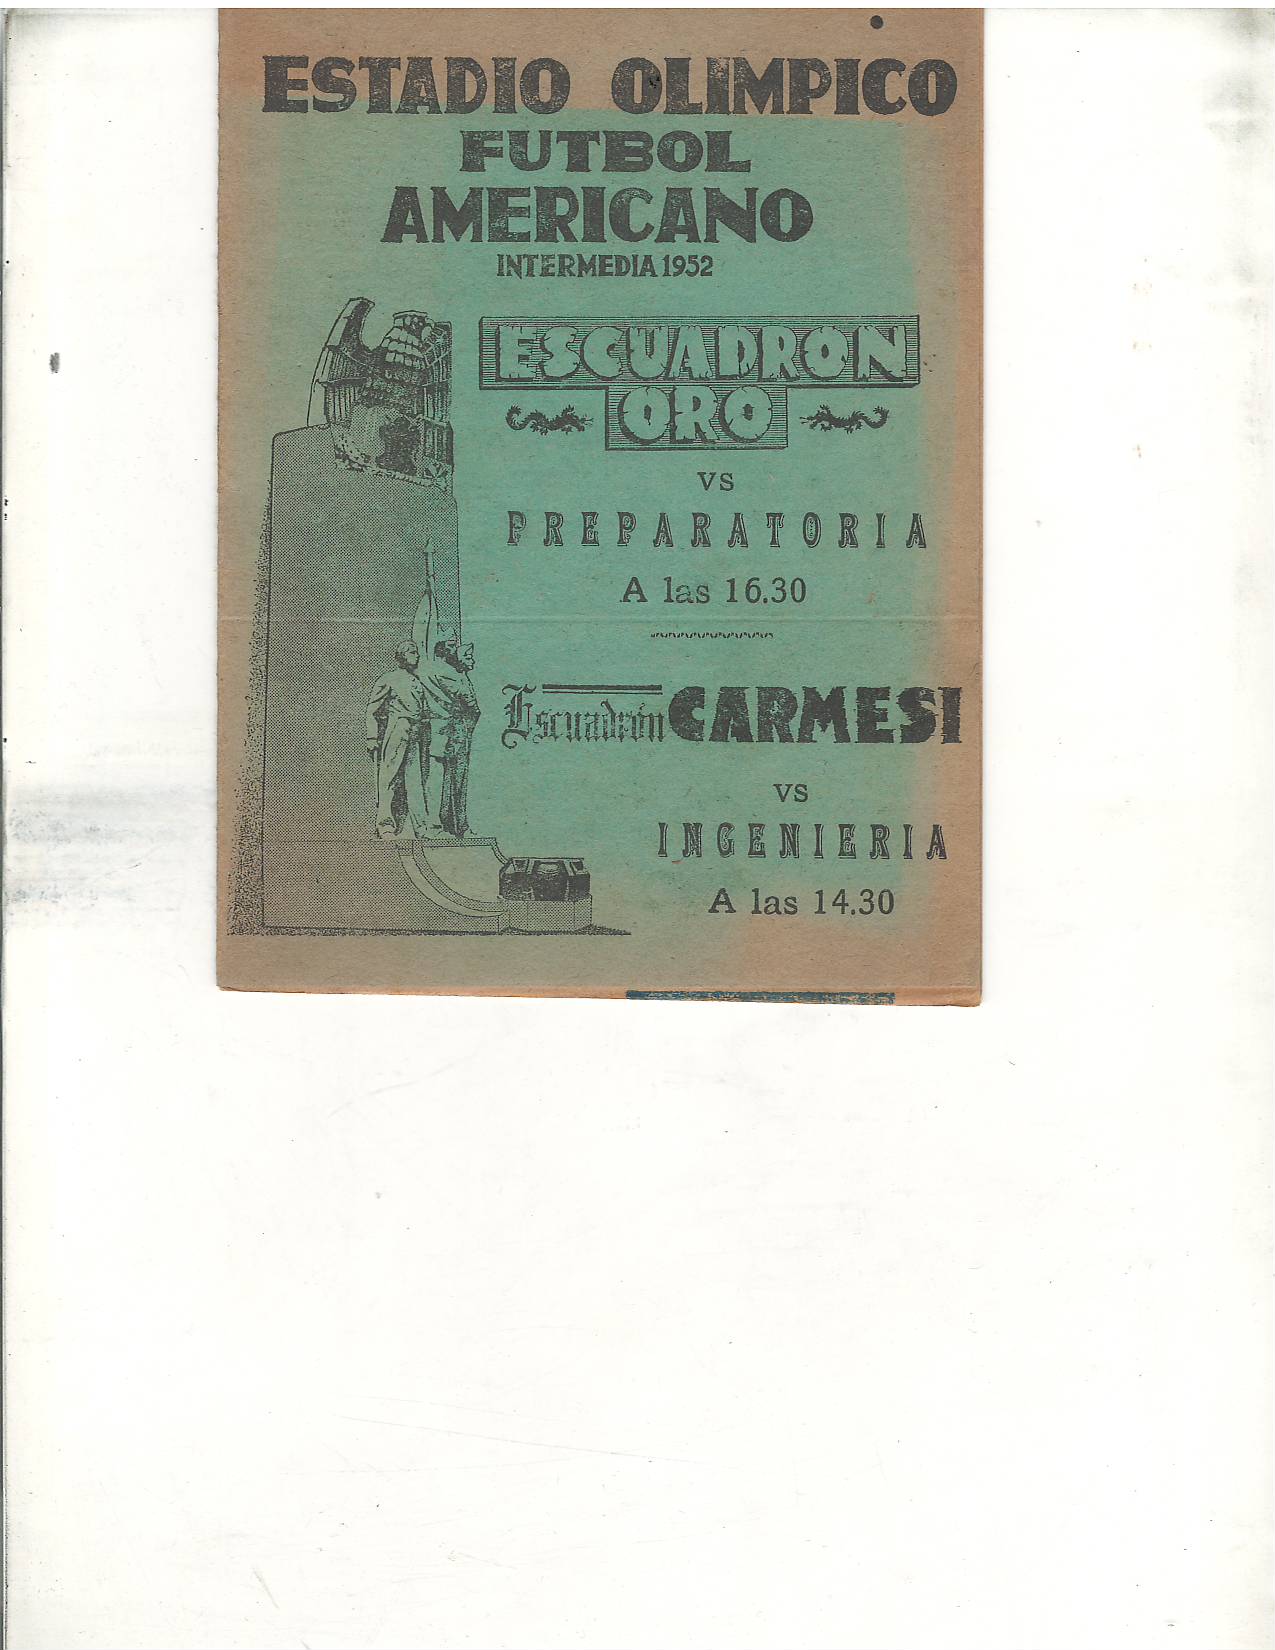 ESTADIO OLIMPICO
FUTBOL
AMERICANO
INTERMEDIA 1952
ESCUADRON
ORO
VS
PREPARATORIA
A las 16.30
Escuadrón CARMESI
VS
INGENIERIA
A las 14.30